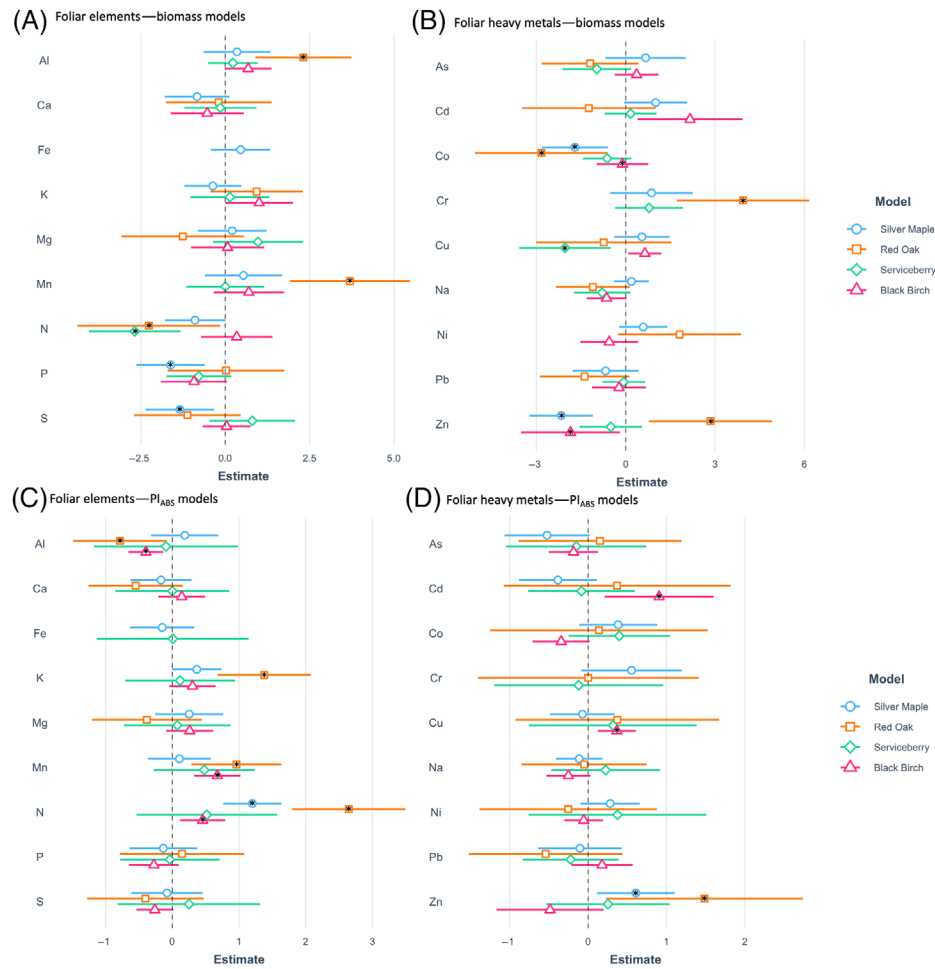 (A) Foliar elements—biomass models
Al
Ca
Fe
K
Mg
Mn
N
P
S
−2.5 0.0 2.5 5.0
Estimate
(B) Foliar heavy metals—biomass models
As
Cd
Co
Cr
Cu
Na
Ni
Pb
Zn
−3 0 3 6
Estimate
Model
Silver Maple
Red Oak
Serviceberry
Black Birch
(C) Foliar elements—PIABS models
Al
Ca
Fe
K
Mg
Mn
N
P
S
−1 0 1 2 3
Estimate
(D) Foliar heavy metals—PIABS models
As
Cd
Co
Cr
Cu
Na
Ni
Pb
Zn
−1 0 1 2
Estimate
Model
Silver Maple
Red Oak
Serviceberry
Black Birch